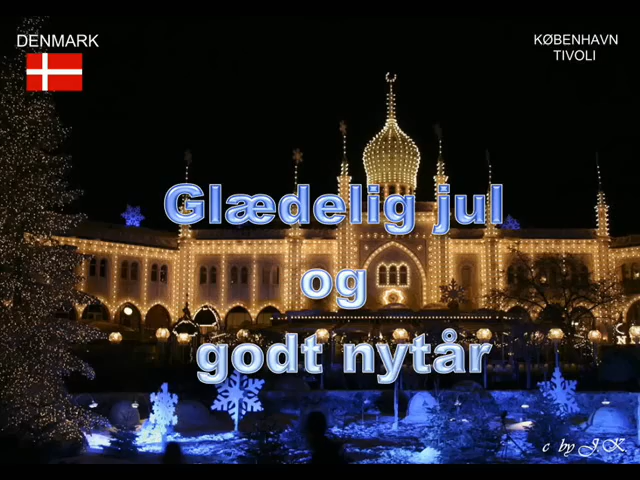 DENMARK
KØBENHAVN
TIVOLI
Glædelig jul
og
godt nytår
c by J.K.